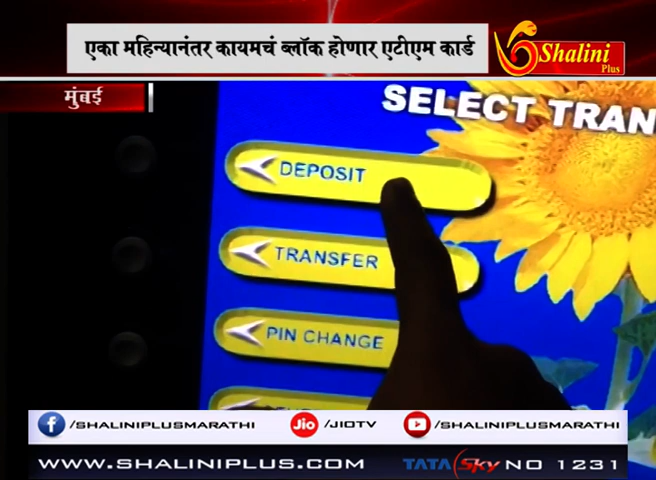 एका महिन्यानंतर कायमचं ब्लॉक होणार एटीएम कार्ड
Shalini
Plus
मुंबई
SELECT TRAN
DEPOSIT
TRANSFER
PIN CHANGE
/SHALINIPLUSMARATHI
Jio /JIOTV
/SHALINIPLUSMARATHI
WWW.SHALINIPLUS.COM
TATA Sky NO 1231